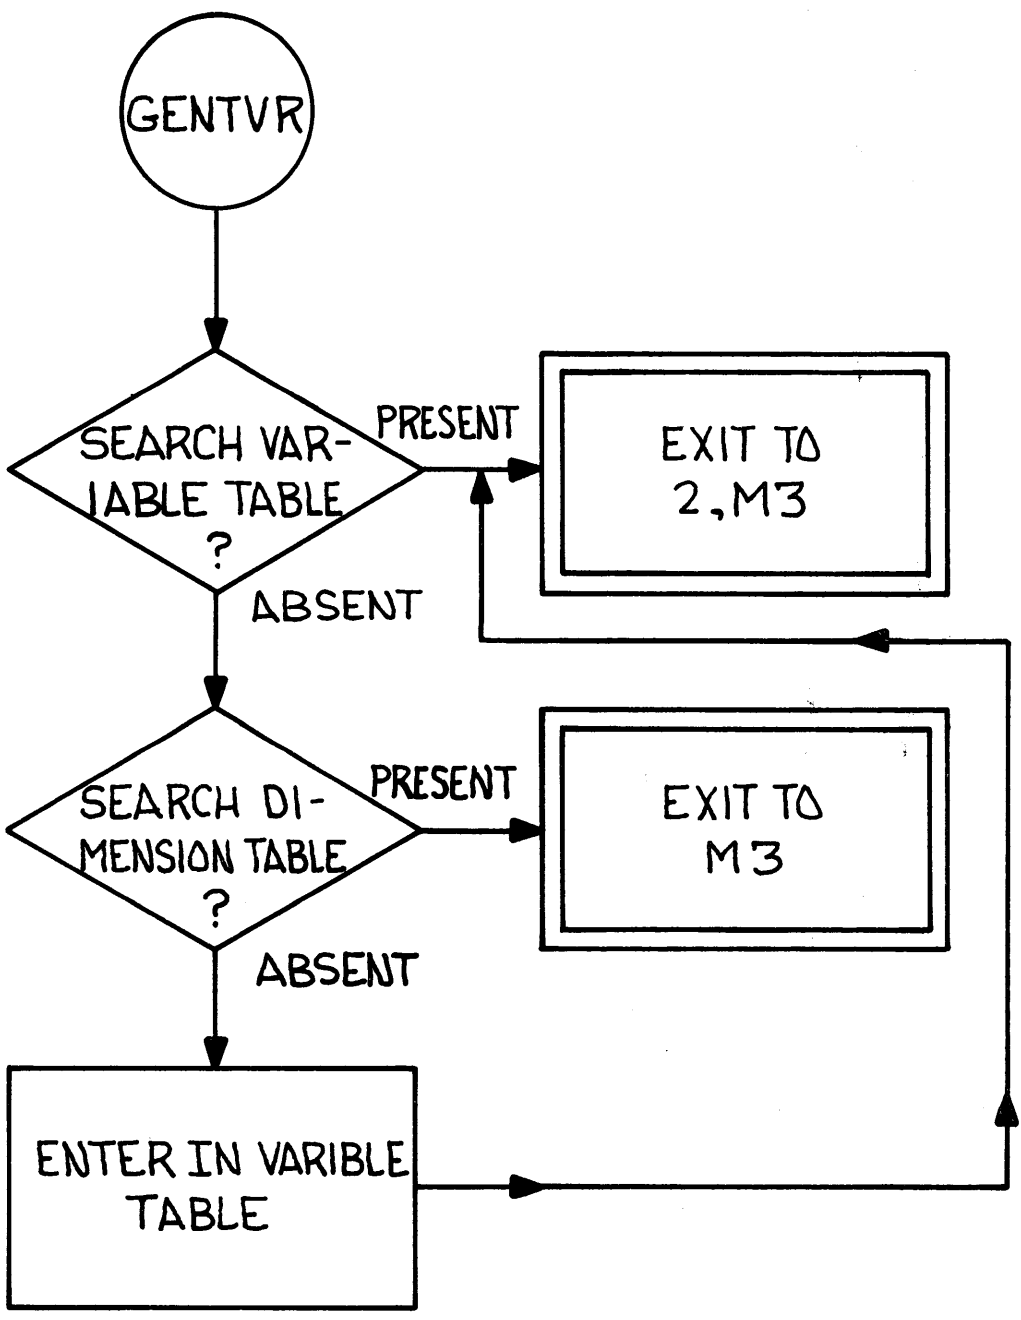 GENTVR
SEARCH VAR-
IABLE TABLE
?
PRESENT
EXIT TO
2,M3
ABSENT
SEARCH DI-
MENSION TABLE
?
PRESENT
EXIT TO
M3
ABSENT
ENTER IN VARIBLE
TABLE